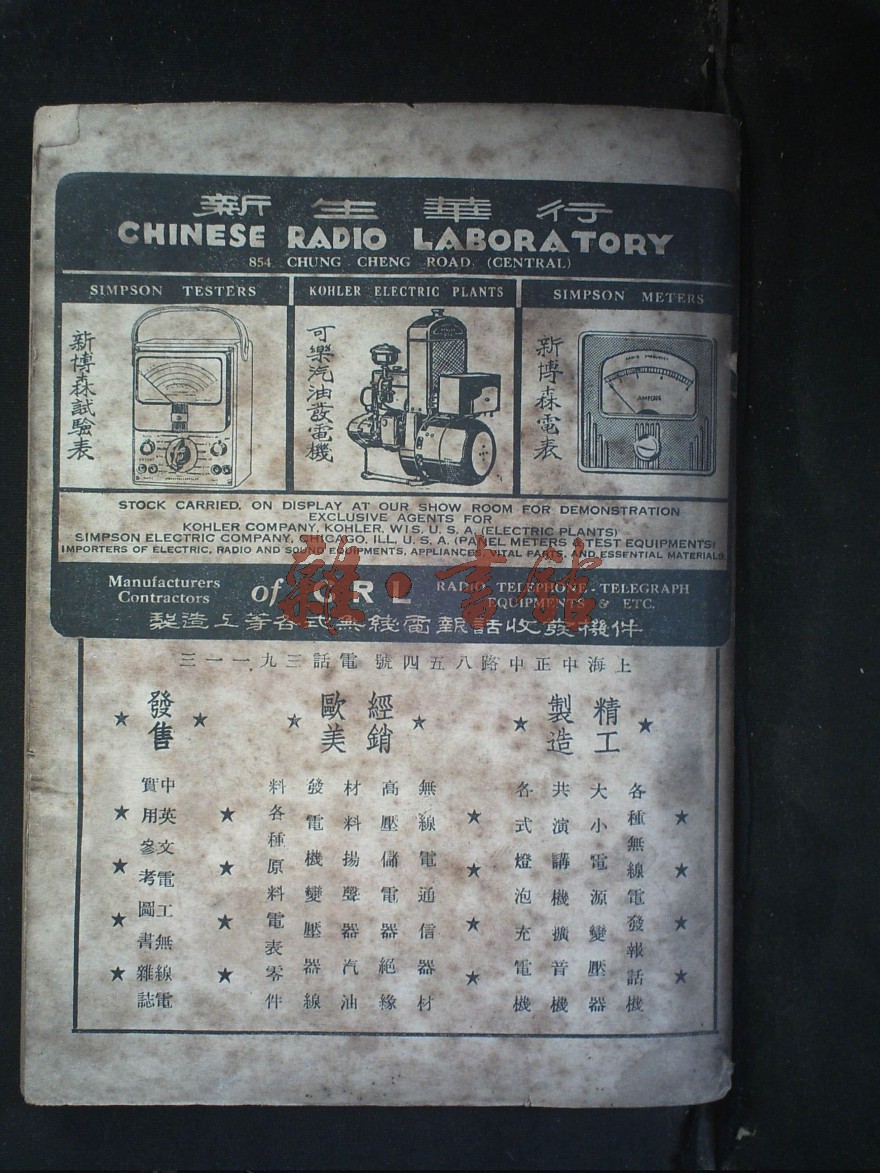 新生華行
CHINESE RADIO LABORATORY
854 CHUNG CHENG ROAD (CENTRAL)
SIMPSON TESTERS
新博森試驗表
KOHLER ELECTRIC PLANTS
可樂汽油發電機
SIMPSON METERS
新博森電表
AMPERES
STOCK CARRIED, ON DISPLAY AT OUR SHOW ROOM FOR DEMONSTRATION
EXCLUSIVE AGENTS FOR
KOHLER COMPANY, KOHLER, WIS, U. S. A. (ELECTRIC PLANTS)
SIMPSON ELECTRIC COMPANY, CHICAGO, ILL, U. S. A. (PANEL METERS & TEST EQUIPMENTS)
IMPORTERS OF ELECTRIC, RADIO AND SOUND EQUIPMENTS, APPLIANCES, VITAL PARTS, AND ESSENTIAL MATERIALS.
Manufacturers
Contractors
of CRL
RADIO TELEPHONE - TELEGRAPH
EQUIPMENTS & ETC.
製造上等各式無綫電報話收發機件
雜·書館
上海中正中路八五四號電話三九一一三
精工
製造
各種無線電發報話機
大小電源變壓器
共演講機擴音機
各式燈泡充電機
經銷
歐美
無線電通信器材
高壓儲電絕緣
材料揚聲器汽油
發電機變壓器線
料各種原料電表零件
發售
中英文電工無線電
實用參考圖書雜誌